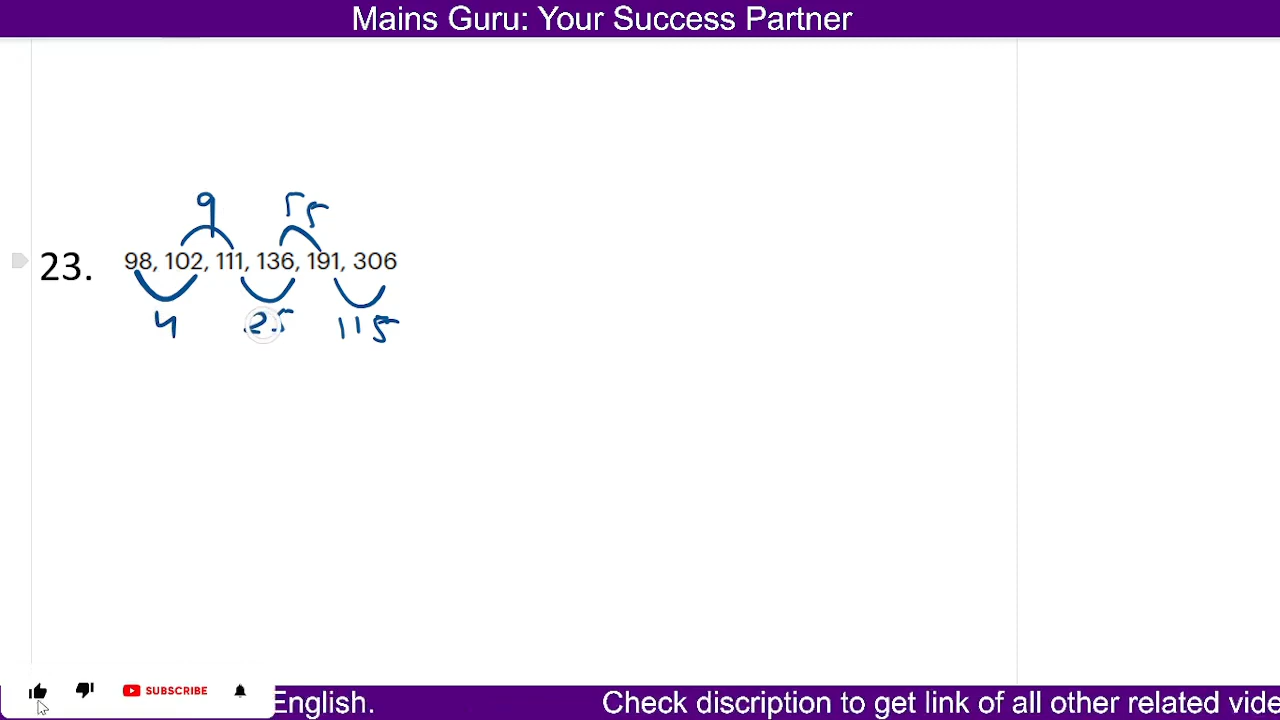 Mains Guru: Your Success Partner
9 55
23. 98, 102, 111, 136, 191, 306
4 25 115
SUBSCRIBE
English. Check discription to get link of all other related vide